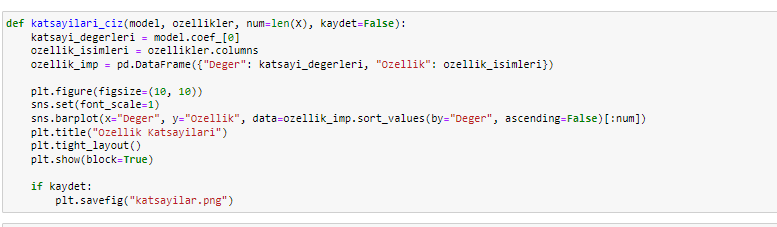 def katsayilari_ciz(model, ozellikler, num=len(X), kaydet=False):
    katsayi_degerleri = model.coef_[0]
    ozellik_isimleri = ozellikler.columns
    ozellik_imp = pd.DataFrame({"Deger": katsayi_degerleri, "Ozellik": ozellik_isimleri})

    plt.figure(figsize=(10, 10))
    sns.set(font_scale=1)
    sns.barplot(x="Deger", y="Ozellik", data=ozellik_imp.sort_values(by="Deger", ascending=False)[:num])
    plt.title("Ozellik Katsayilari")
    plt.tight_layout()
    plt.show(block=True)

    if kaydet:
        plt.savefig("katsayilar.png")